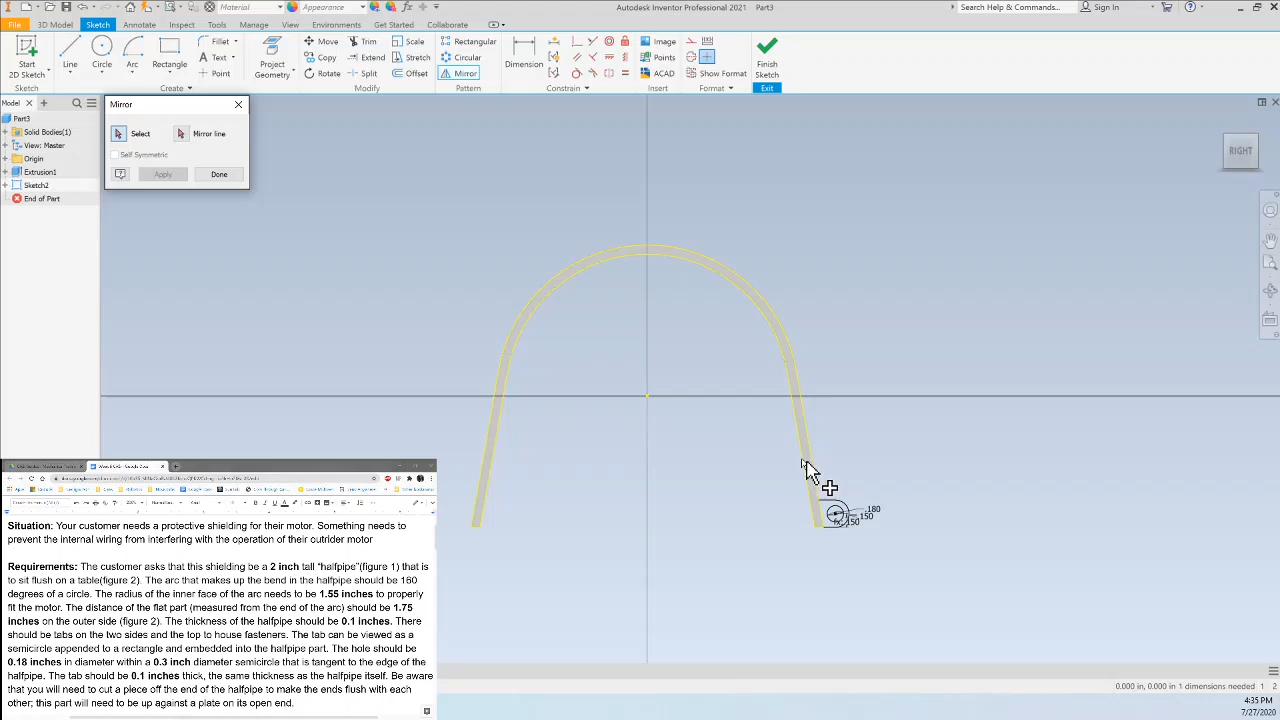 Material
Appearance
Autodesk Inventor Professional 2021 Part3
Search Help & Commands...
Sign In
File 3D Model Sketch Annotate Inspect Tools Manage View Environments Get Started Collaborate
Start
2D Sketch
Line
Circle
Arc
Rectangle
Fillet
Text
Point
Project
Geometry
Move
Copy
Rotate
Trim
Extend
Split
Scale
Stretch
Offset
Rectangular
Circular
Mirror
Dimension
Image
Points
ACAD
Show Format
Finish
Sketch
Sketch Create Modify Pattern Constrain Insert Format Exit
Model
Part3
Solid Bodies(1)
View: Master
Origin
Extrusion1
Sketch2
End of Part
Mirror
Select
Mirror line
Self Symmetric
Apply
Done
RIGHT
.180
.150
fx: .150
Situation: Your customer needs a protective shielding for their motor. Something needs to
prevent the internal wiring from interfering with the operation of their outrider motor
Requirements: The customer asks that this shielding be a 2 inch tall "halfpipe"(figure 1) that is
to sit flush on a table(figure 2). The arc that makes up the bend in the halfpipe should be 160
degrees of a circle. The radius of the inner face of the arc needs to be 1.55 inches to properly
fit the motor. The distance of the flat part (measured from the end of the arc) should be 1.75
inches on the outer side (figure 2). The thickness of the halfpipe should be 0.1 inches. There
should be tabs on the two sides and the top to house fasteners. The tab can be viewed as a
semicircle appended to a rectangle and embedded into the halfpipe part. The hole should be
0.18 inches in diameter within a 0.3 inch diameter semicircle that is tangent to the edge of the
halfpipe. The tab should be 0.1 inches thick, the same thickness as the halfpipe itself. Be aware
that you will need to cut a piece off the end of the halfpipe to make the ends flush with each
other; this part will need to be up against a plate on its open end.
0.000 in, 0.000 in 1 dimensions needed 1 2
4:35 PM
7/27/2020